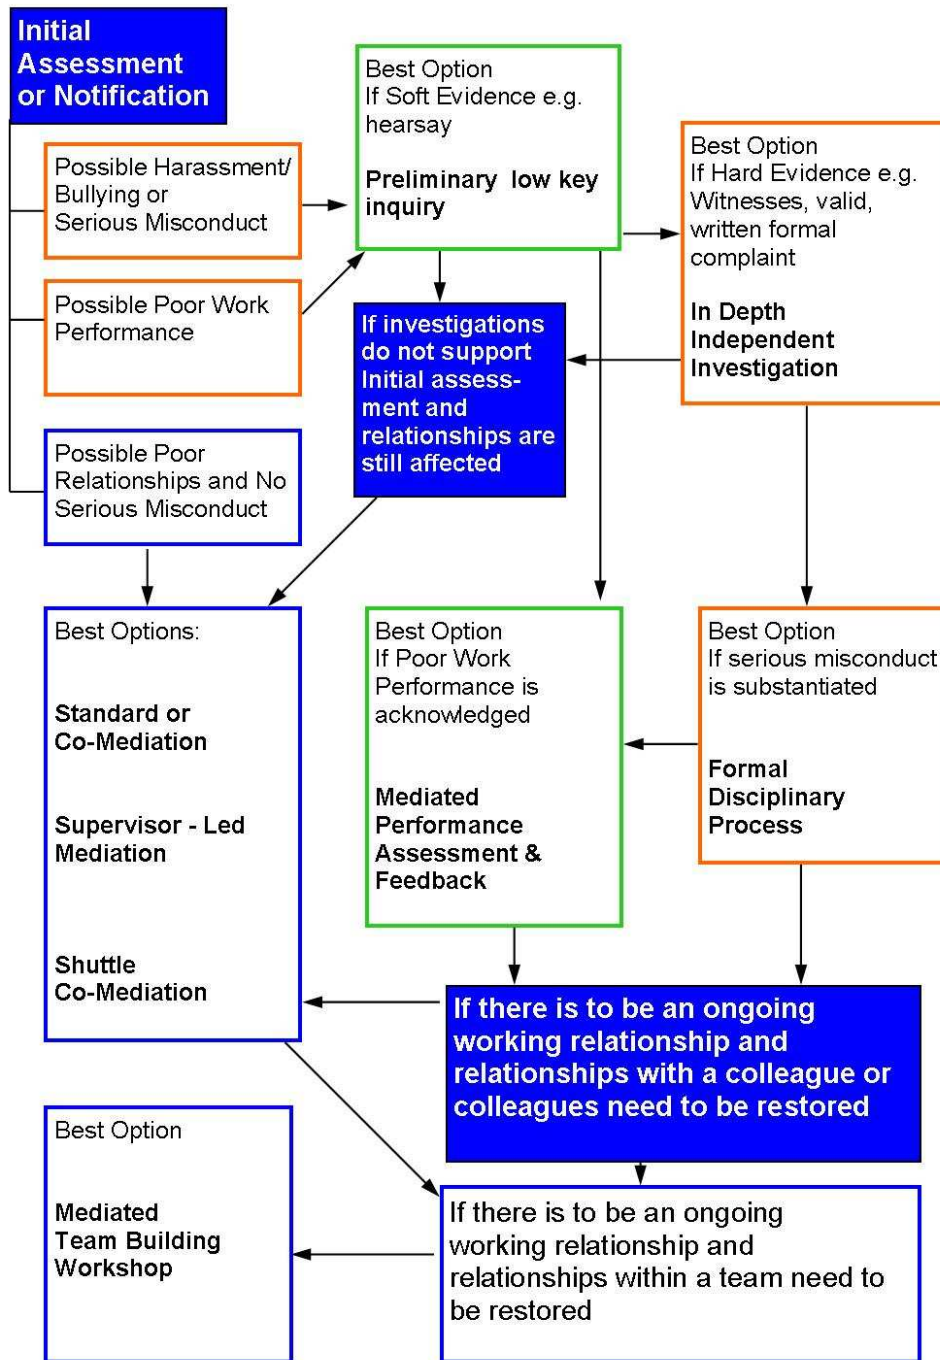 Initial
Assessment
or Notification
Possible Harassment/
Bullying or
Serious Misconduct
Possible Poor Work
Performance
Possible Poor
Relationships and No
Serious Misconduct
Best Option
If Soft Evidence e.g.
hearsay
Preliminary low key
inquiry
Best Option
If Hard Evidence e.g.
Witnesses, valid,
written formal
complaint
In Depth
Independent
Investigation
If investigations
do not support
Initial assess-
ment and
relationships are
still affected
Best Options:
Standard or
Co-Mediation
Supervisor - Led
Mediation
Shuttle
Co-Mediation
Best Option
If Poor Work
Performance is
acknowledged
Mediated
Performance
Assessment &
Feedback
Best Option
If serious misconduct
is substantiated
Formal
Disciplinary
Process
If there is to be an ongoing
working relationship and
relationships with a colleague or
colleagues need to be restored
Best Option
Mediated
Team Building
Workshop
If there is to be an ongoing
working relationship and
relationships within a team need to
be restored